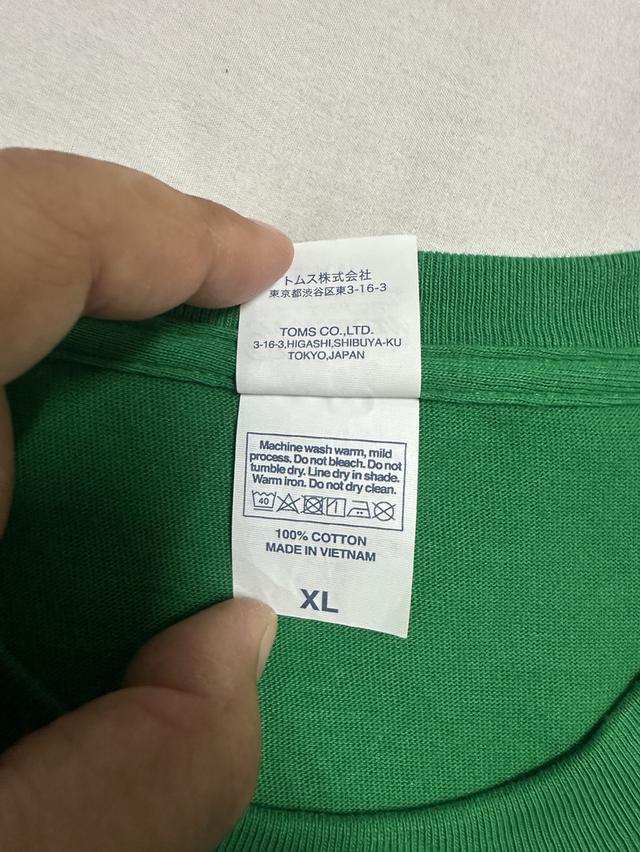 トムス株式会社
東京都渋谷区東3-16-3
TOMS CO.,LTD.
3-16-3,HIGASHI,SHIBUYA-KU
TOKYO,JAPAN
Machine wash warm, mild
process. Do not bleach. Do not
tumble dry. Line dry in shade.
Warm iron. Do not dry clean.
40
100% COTTON
MADE IN VIETNAM
XL